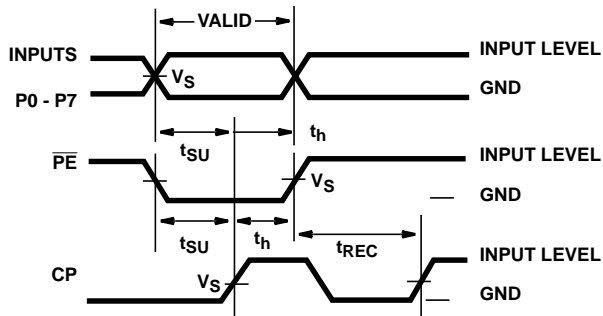 VALID
INPUTS
INPUT LEVEL
VS
P0 - P7
GND
tSU
th
PE
INPUT LEVEL
VS
GND
tSU
th
tREC
CP
INPUT LEVEL
VS
GND